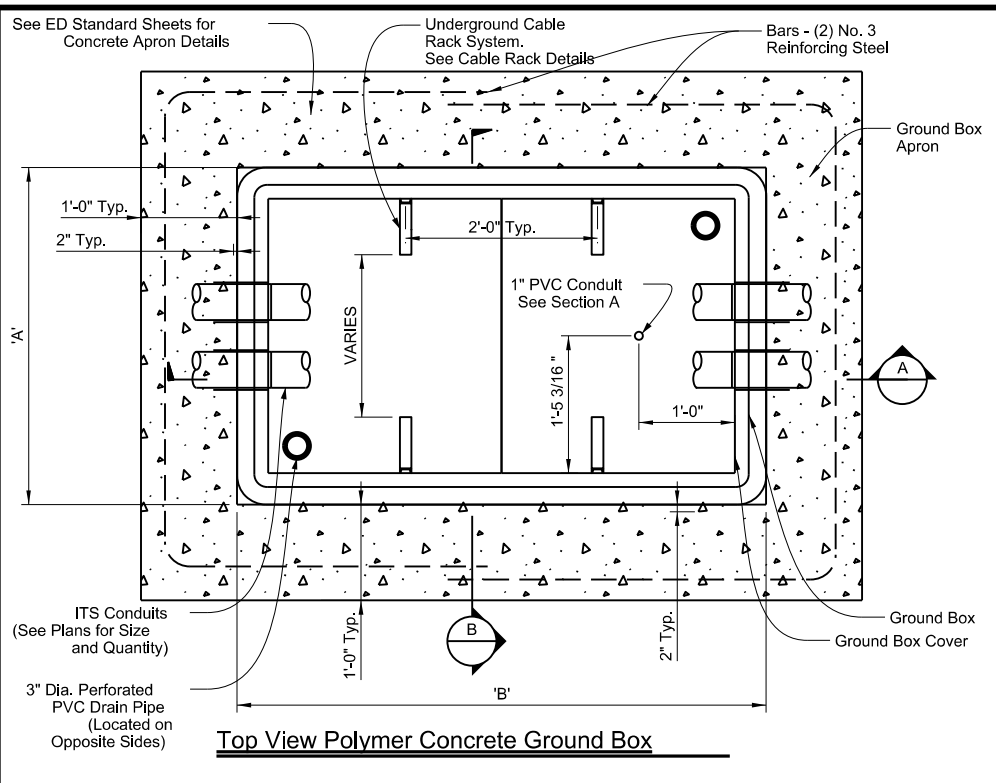 See ED Standard Sheets for
Concrete Apron Details
Underground Cable
Rack System.
See Cable Rack Details
Bars - (2) No. 3
Reinforcing Steel
Ground Box
Apron
1'-0" Typ.
2" Typ.
2'-0" Typ.
1" PVC Conduit
See Section A
'A'
VARIES
1'-5 3/16 "
1'-0"
A
ITS Conduits
(See Plans for Size
and Quantity)
1'-0" Typ.
B
2" Typ.
Ground Box
Ground Box Cover
3" Dia. Perforated
PVC Drain Pipe
(Located on
Opposite Sides)
'B'
Top View Polymer Concrete Ground Box